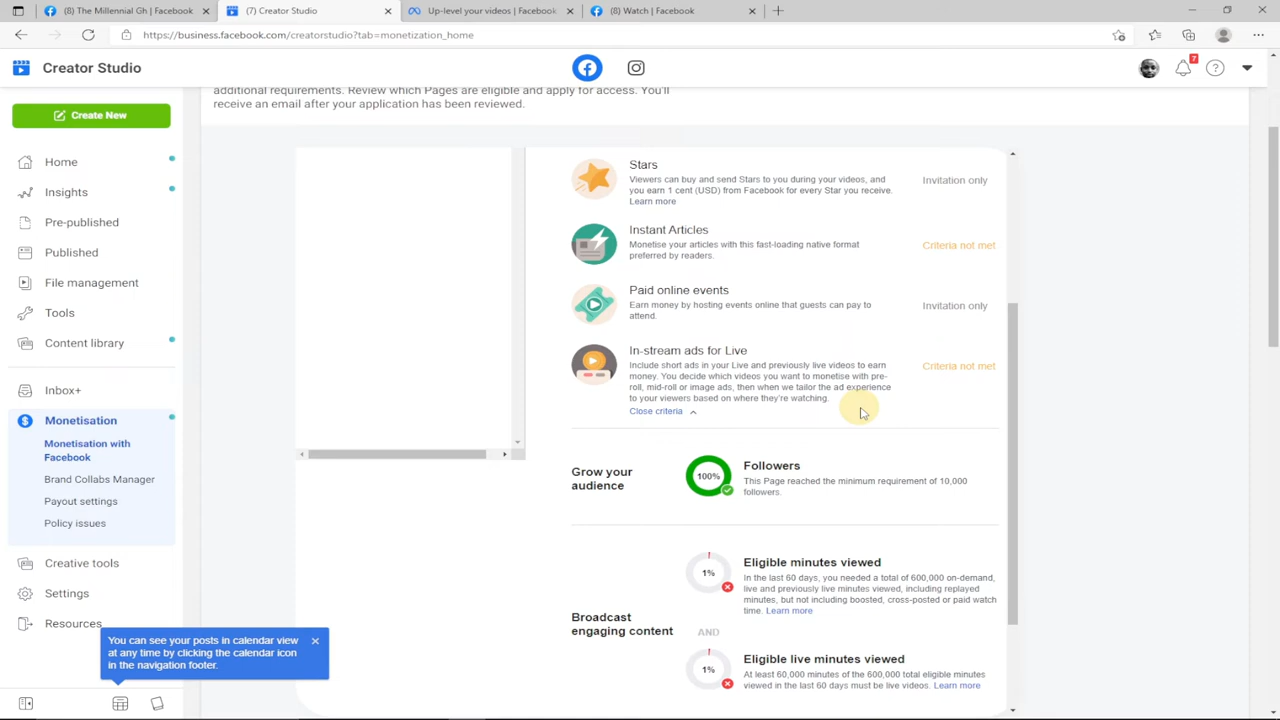 (8) The Millennial Gh | Facebook
(7) Creator Studio
Up-level your videos | Facebook
(8) Watch | Facebook
https://business.facebook.com/creatorstudio?tab=monetization_home
Creator Studio
7
additional requirements. Review which Pages are eligible and apply for access. You'll
receive an email after your application has been reviewed.
Create New
Home
Insights
Pre-published
Published
File management
Tools
Content library
Inbox+
Monetisation
Monetisation with
Facebook
Brand Collabs Manager
Payout settings
Policy issues
Creative tools
Settings
Resources
You can see your posts in calendar view
at any time by clicking the calendar icon
in the navigation footer.
Stars
Viewers can buy and send Stars to you during your videos, and
you earn 1 cent (USD) from Facebook for every Star you receive.
Learn more
Invitation only
Instant Articles
Monetise your articles with this fast-loading native format
preferred by readers.
Criteria not met
Paid online events
Earn money by hosting events online that guests can pay to
attend.
Invitation only
In-stream ads for Live
Include short ads in your Live and previously live videos to earn
money. You decide which videos you want to monetise with pre-
roll, mid-roll or image ads, then when we tailor the ad experience
to your viewers based on where they're watching.
Close criteria
Criteria not met
Grow your
audience
100%
Followers
This Page reached the minimum requirement of 10,000
followers.
Broadcast
engaging content
1%
Eligible minutes viewed
In the last 60 days, you needed a total of 600,000 on-demand,
live and previously live minutes viewed, including replayed
minutes, but not including boosted, cross-posted or paid watch
time. Learn more
AND
1%
Eligible live minutes viewed
At least 60,000 minutes of the 600,000 total eligible minutes
viewed in the last 60 days must be live videos. Learn more